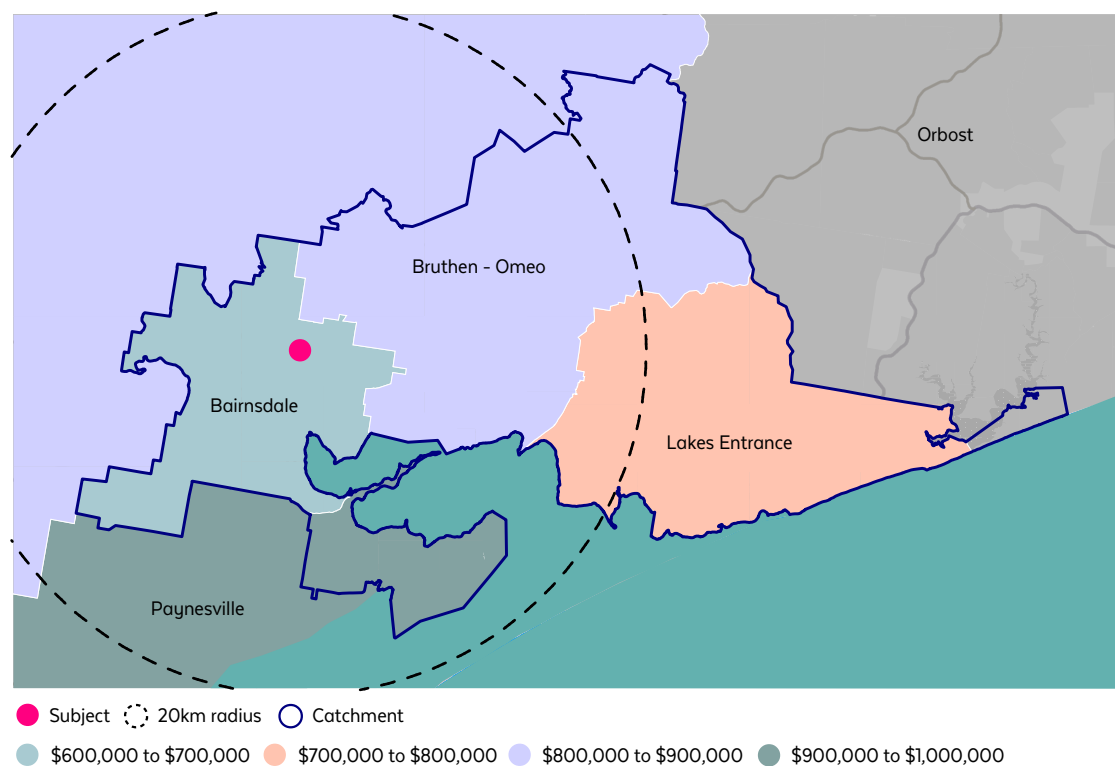 Orbost
Bruthen - Omeo
Bairnsdale
Lakes Entrance
Paynesville
Subject 20km radius Catchment
$600,000 to $700,000 $700,000 to $800,000 $800,000 to $900,000 $900,000 to $1,000,000